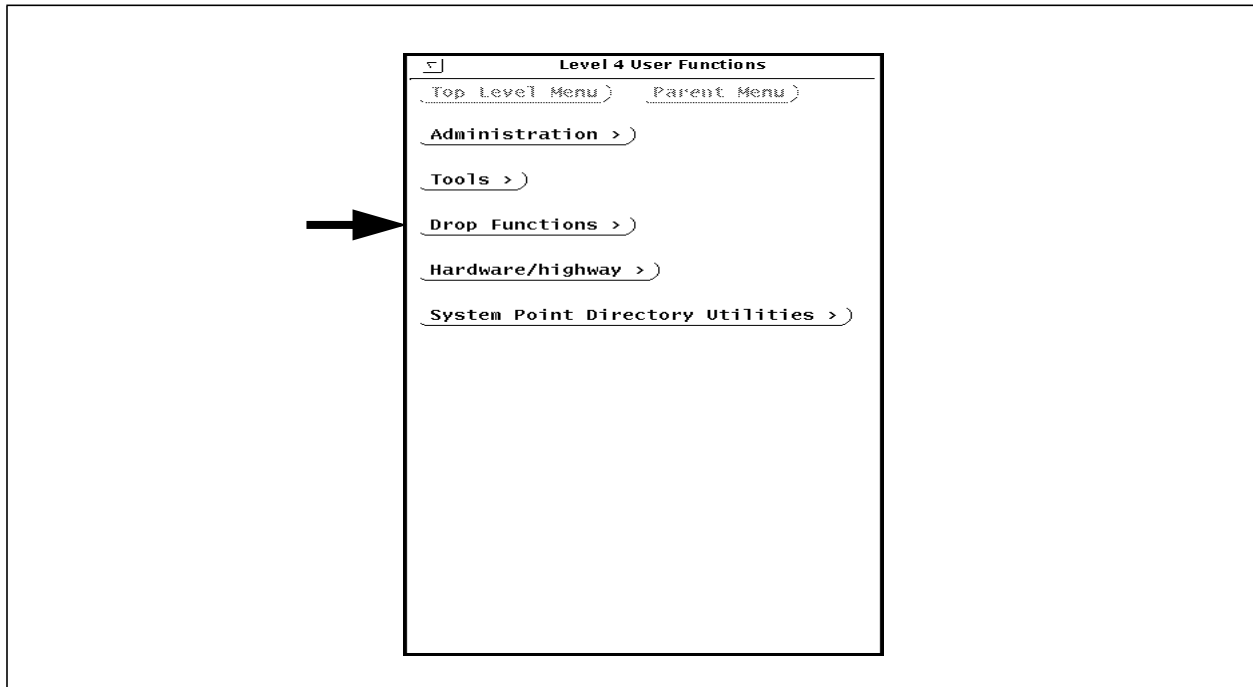 Level 4 User Functions
Top Level Menu Parent Menu
Administration >
Tools >
Drop Functions >
Hardware/highway >
System Point Directory Utilities >